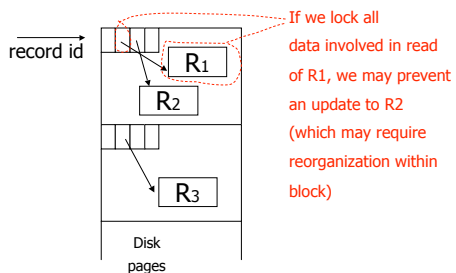 record id
R1
R2
R3
Disk
pages
If we lock all
data involved in read
of R1, we may prevent
an update to R2
(which may require
reorganization within
block)